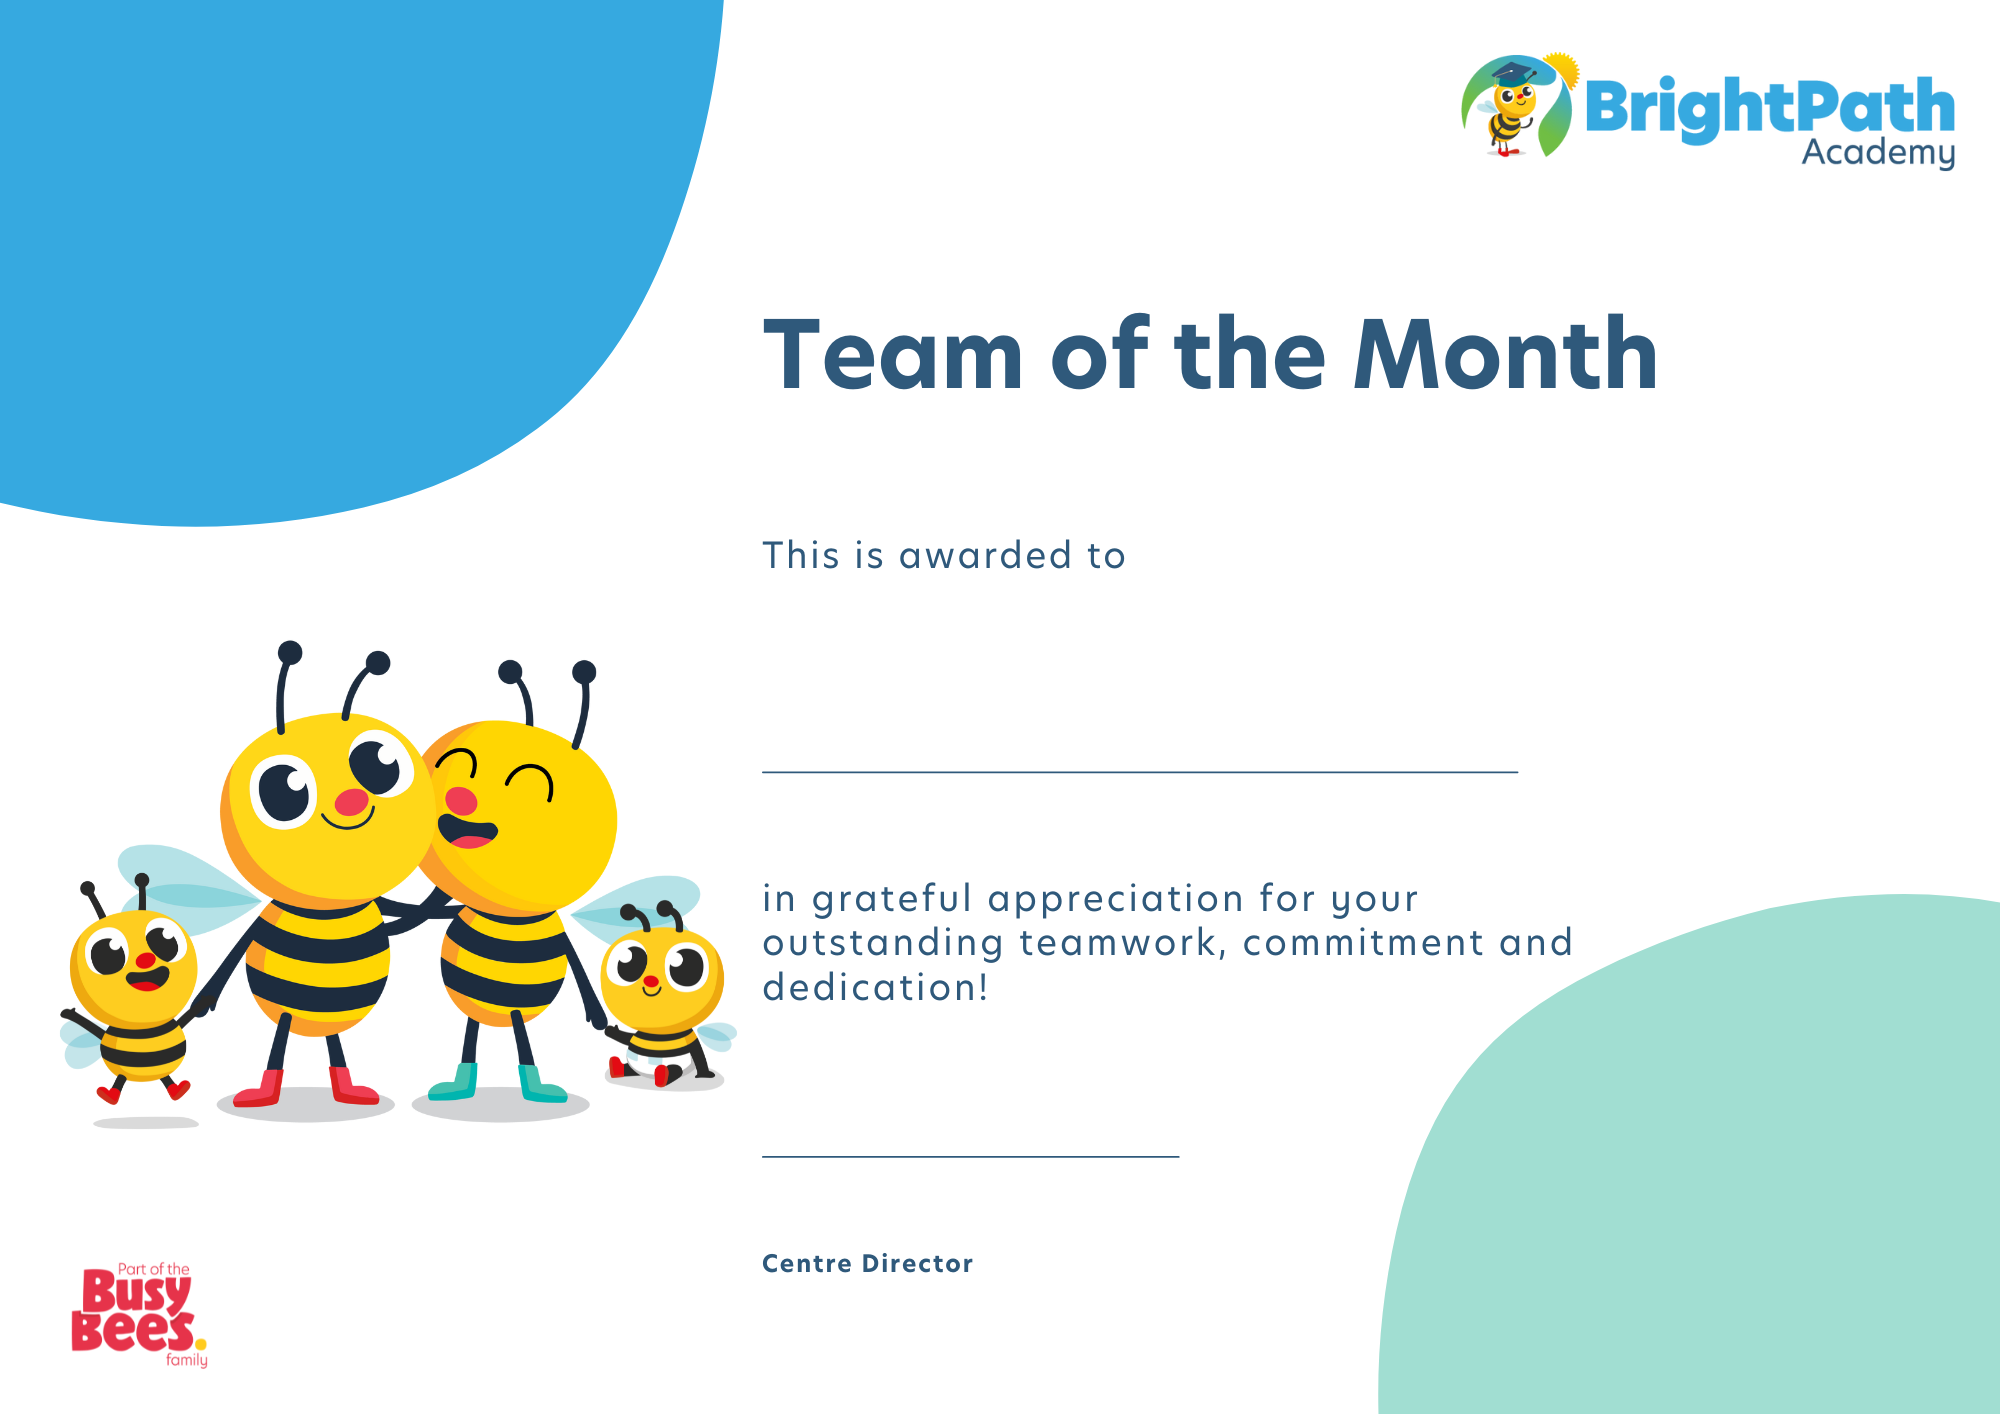 BrightPath
Academy
Team of the Month
This is awarded to
in grateful appreciation for your
outstanding teamwork, commitment and
dedication!
Centre Director
Part of the
Busy
Bees.
family